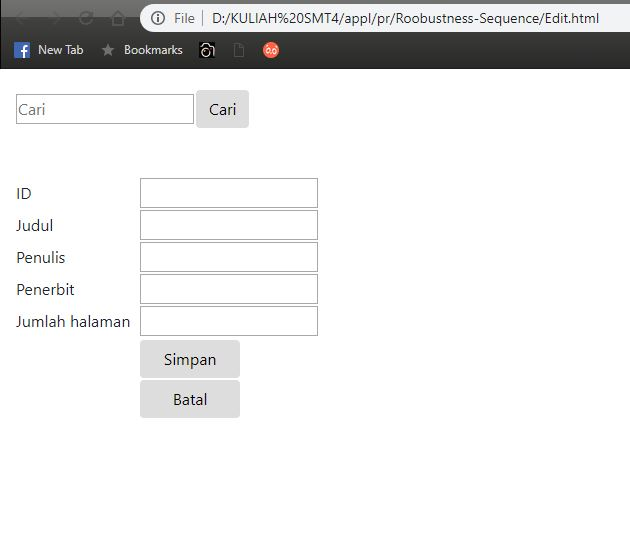 File D:/KULIAH%20SMT4/appl/pr/Roobustness-Sequence/Edit.html
New Tab Bookmarks
Cari Cari
ID
Judul
Penulis
Penerbit
Jumlah halaman
Simpan
Batal